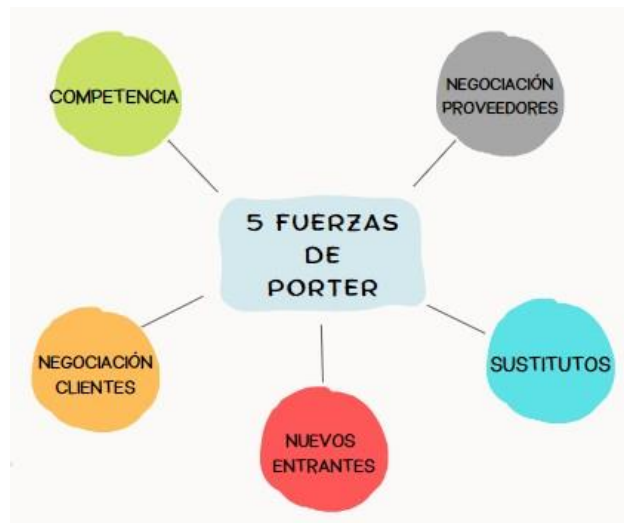 COMPETENCIA
NEGOCIACIÓN
PROVEEDORES
5 FUERZAS
DE
PORTER
NEGOCIACIÓN
CLIENTES
SUSTITUTOS
NUEVOS
ENTRANTES